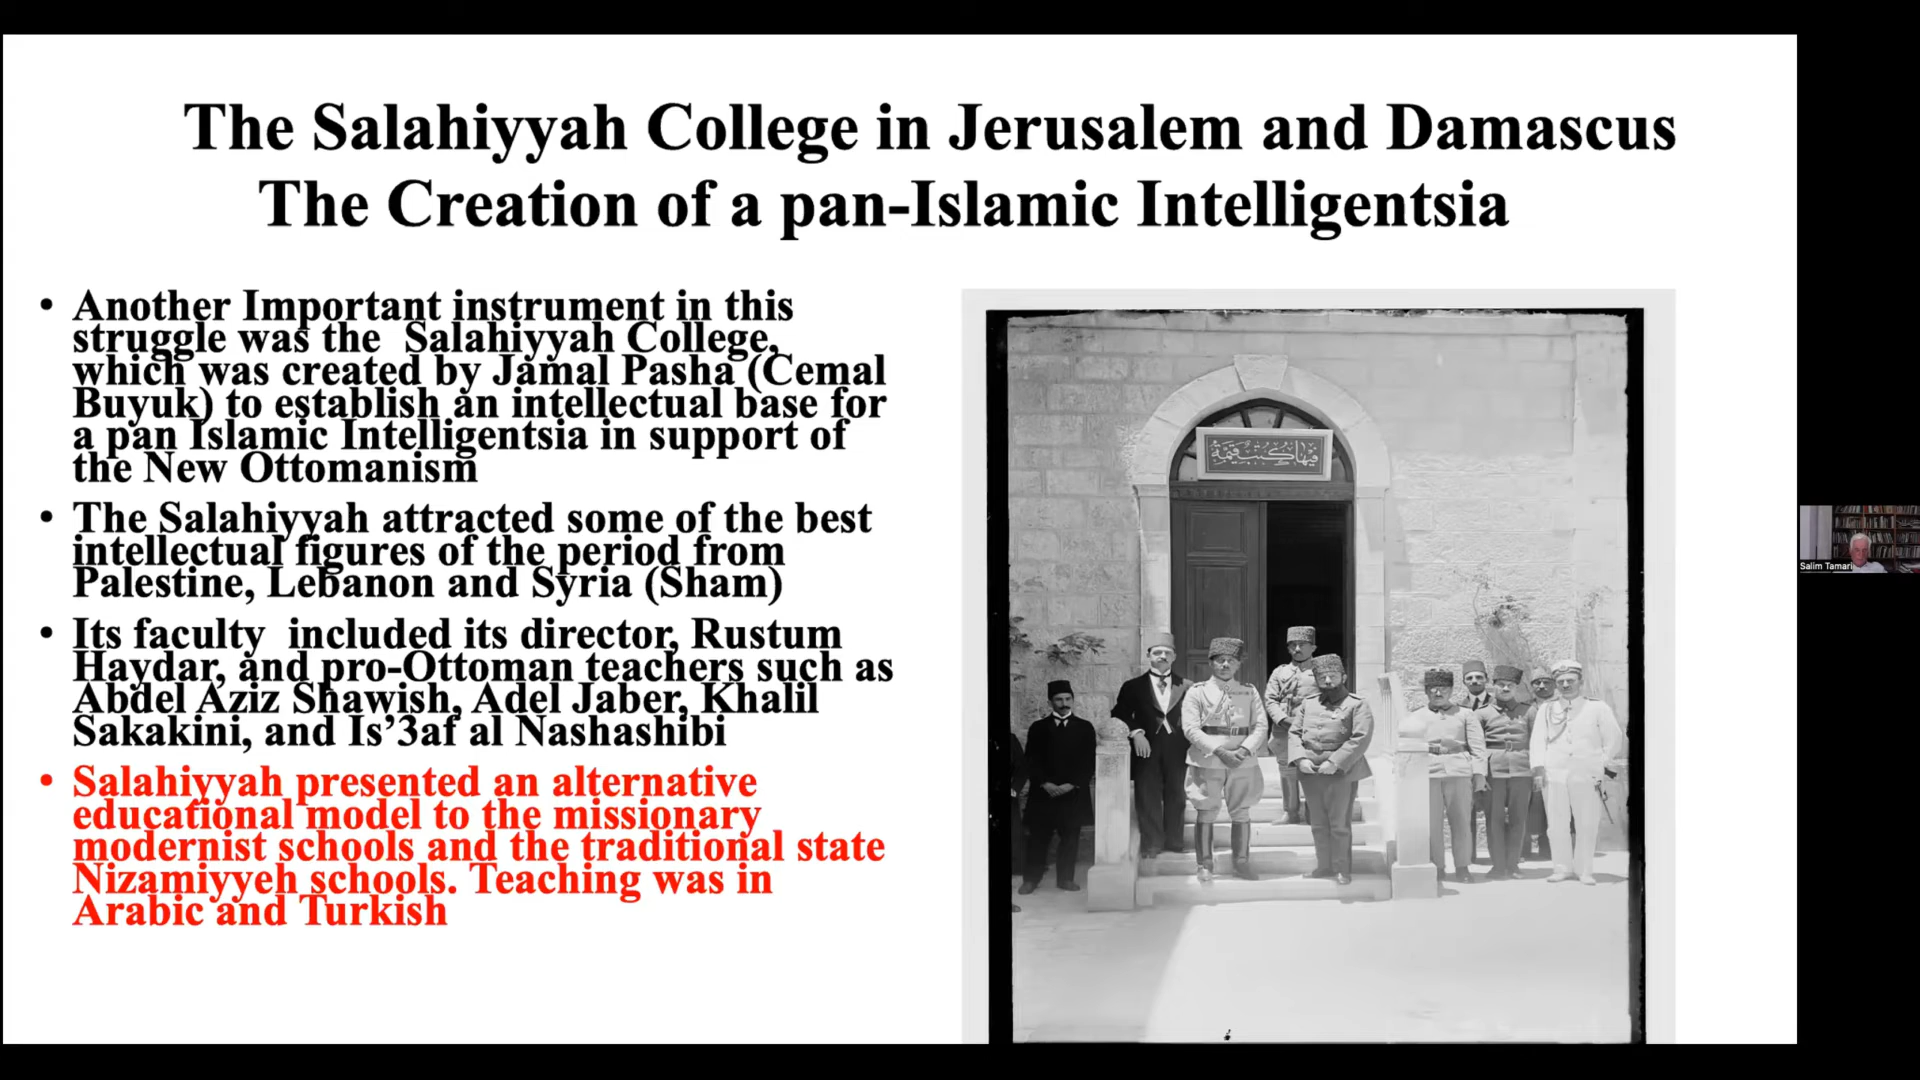 The Salahiyyah College in Jerusalem and Damascus
The Creation of a pan-Islamic Intelligentsia
• Another Important instrument in this
struggle was the  Salahiyyah College,
which was created by Jamal Pasha (Cemal
Buyuk) to establish an intellectual base for
a pan Islamic Intelligentsia in support of
the New Ottomanism
• The Salahiyyah attracted some of the best
intellectual figures of the period from
Palestine, Lebanon and Syria (Sham)
• Its faculty  included its director, Rustum
Haydar, and pro-Ottoman teachers such as
Abdel Aziz Shawish, Adel Jaber, Khalil
Sakakini, and Is’3af al Nashashibi
• Salahiyyah presented an alternative
educational model to the missionary
modernist schools and the traditional state
Nizamiyyeh schools. Teaching was in
Arabic and Turkish
فيها كتب قيمة
Salim Tamari